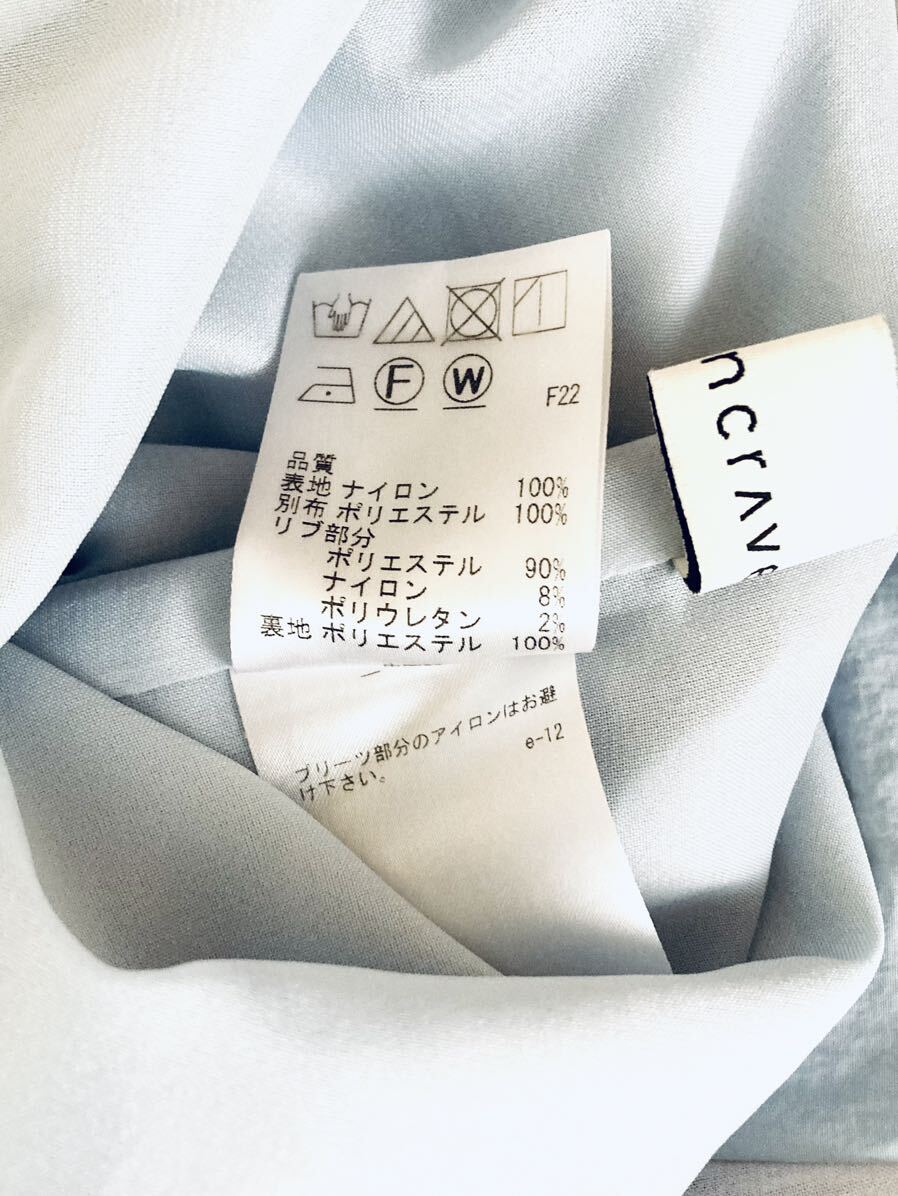 F
W
F22
品質
表地 ナイロン 100%
別布 ポリエステル 100%
リブ部分
ポリエステル 90%
ナイロン 8%
ポリウレタン 2%
裏地 ポリエステル 100%
プリーツ部分のアイロンはお避
け下さい。
e-12
ncrave